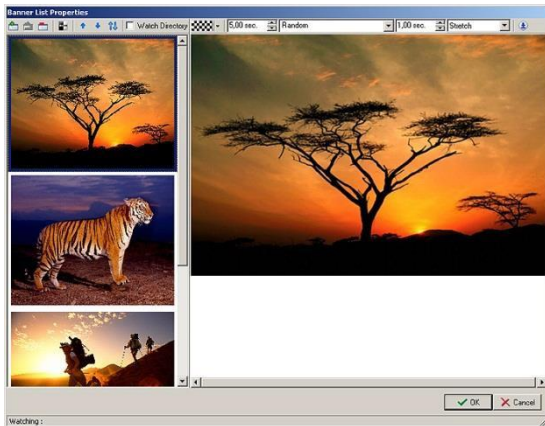 Banner List Properties
Watch Directory 5,00 sec. Random 1,00 sec. Stretch
OK Cancel
Watching :